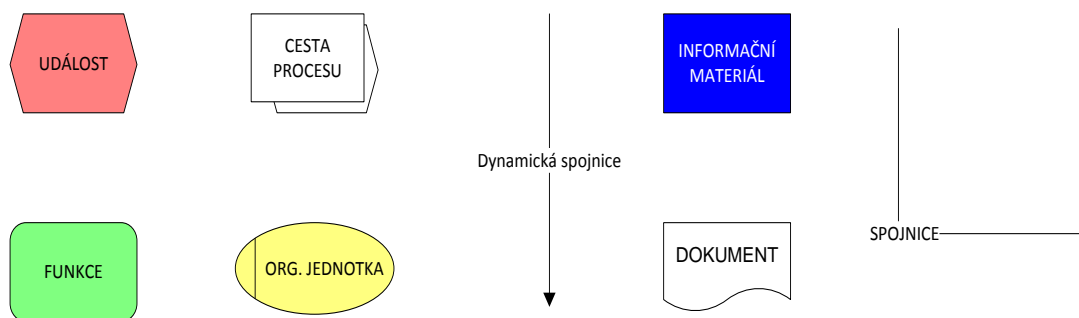 UDÁLOST
CESTA
PROCESU
INFORMAČNÍ
MATERIÁL
Dynamická spojnice
SPOJNICE
FUNKCE
ORG. JEDNOTKA
DOKUMENT